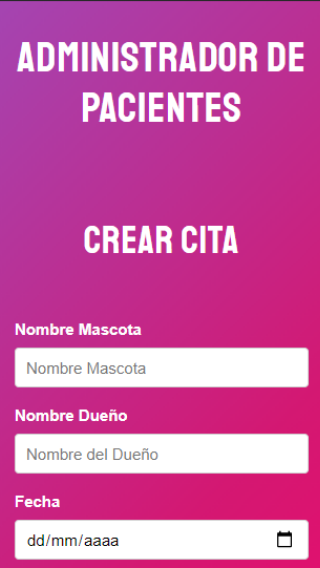 ADMINISTRADOR DE
PACIENTES
CREAR CITA
Nombre Mascota
Nombre Mascota
Nombre Dueño
Nombre del Dueño
Fecha
dd/mm/aaaa